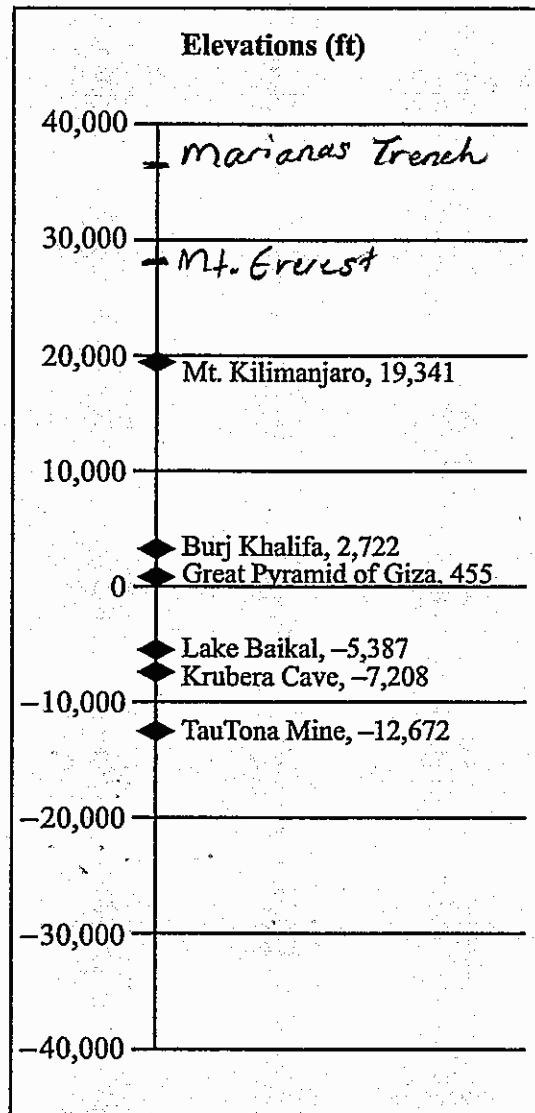 Elevations (ft)
40,000
Marianas Trench
30,000
Mt. Everest
20,000
Mt. Kilimanjaro, 19,341
10,000
Burj Khalifa, 2,722
Great Pyramid of Giza, 455
0
Lake Baikal, –5,387
Krubera Cave, –7,208
–10,000
TauTona Mine, –12,672
–20,000
–30,000
–40,000